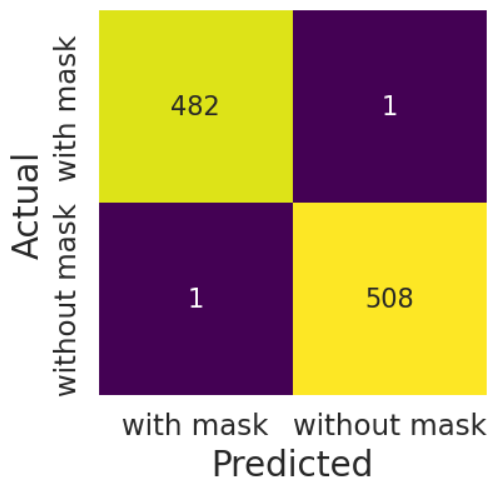 Actual
with mask
482
1
without mask
1
508
with mask
without mask
Predicted